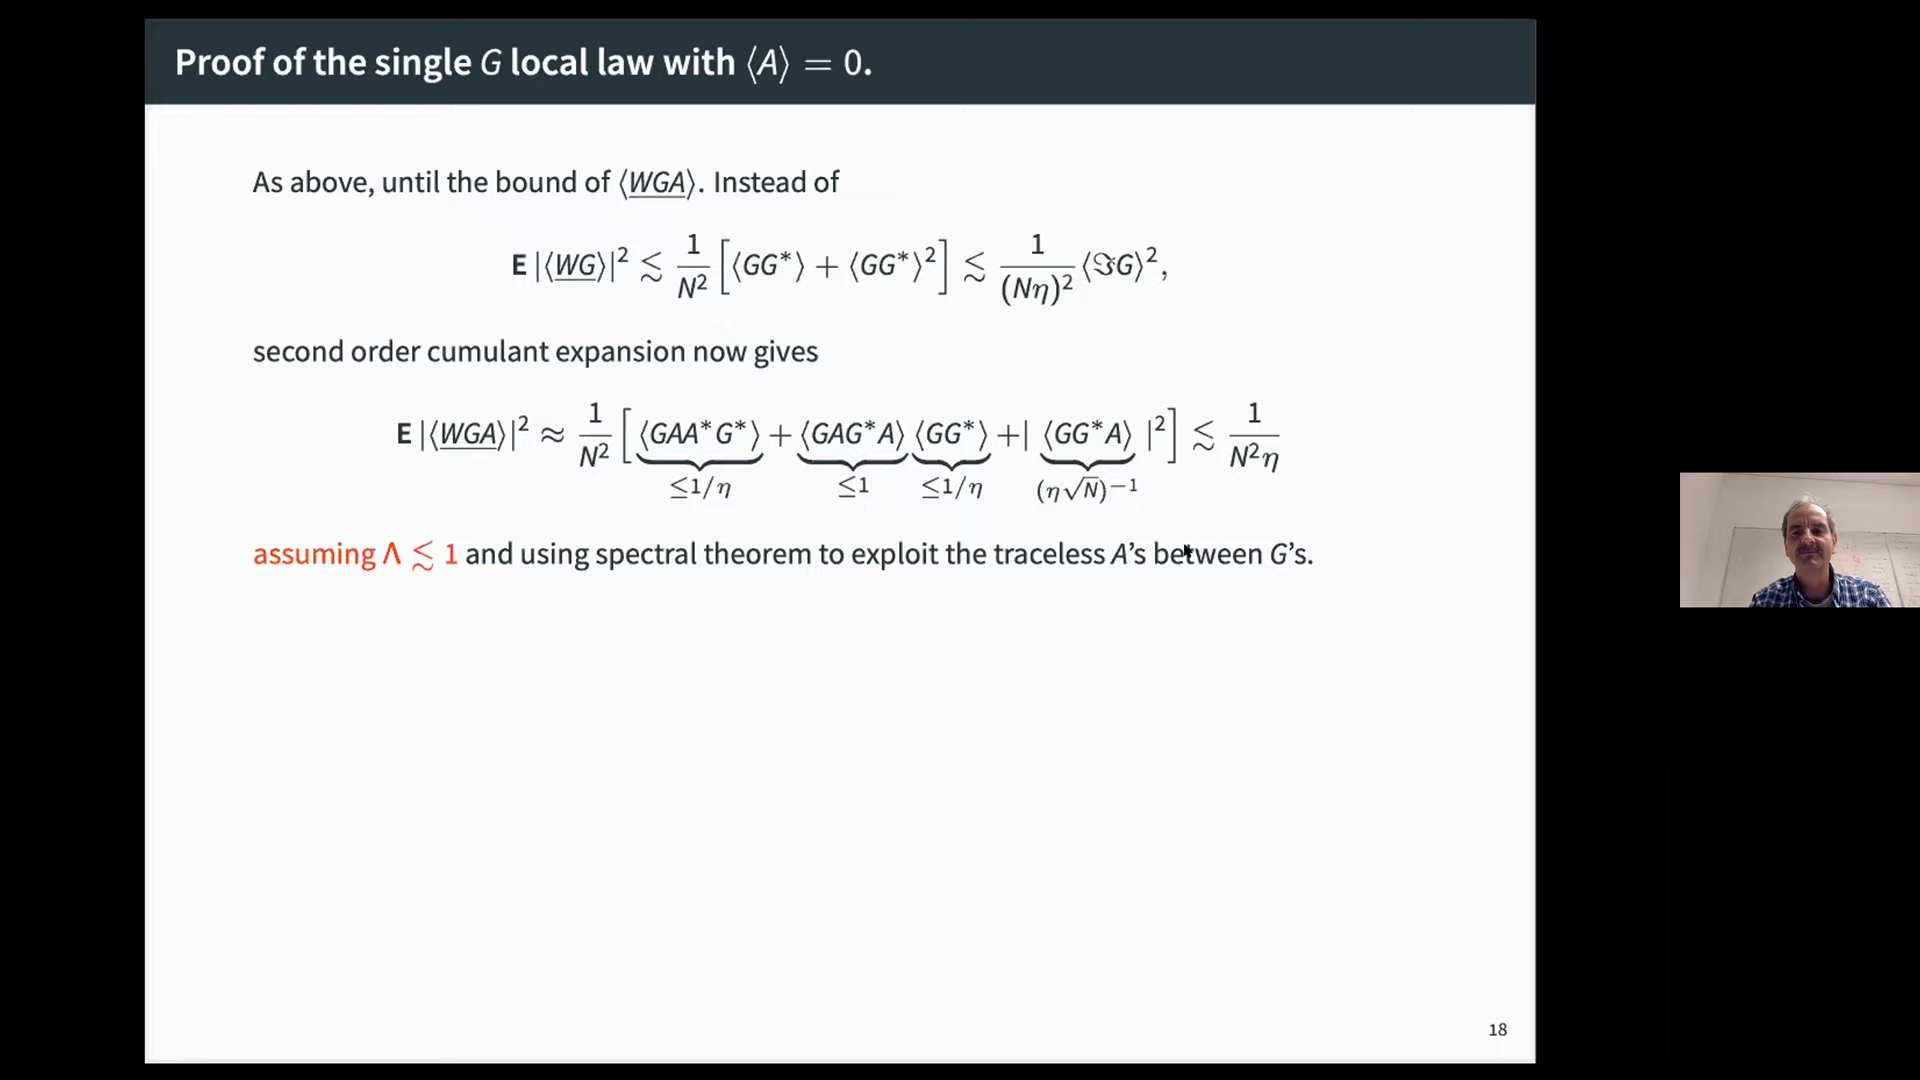 Proof of the single G local law with ⟨A⟩ = 0.
As above, until the bound of ⟨W̲G̲A̲⟩. Instead of
E |⟨W̲G̲⟩|² ≲ 1/N² [⟨GG*⟩ + ⟨GG*⟩²] ≲ 1/(Nη)² ⟨ℑG⟩²,
second order cumulant expansion now gives
E |⟨W̲G̲A̲⟩|² ≈ 1/N² [⟨GAA*G*⟩ + ⟨GAG*A⟩ ⟨GG*⟩ +| ⟨GG*A⟩ |²] ≲ 1/N²η
≤1/η ≤1 ≤1/η (η√N)⁻¹
assuming Λ ≲ 1 and using spectral theorem to exploit the traceless A’s between G’s.
18